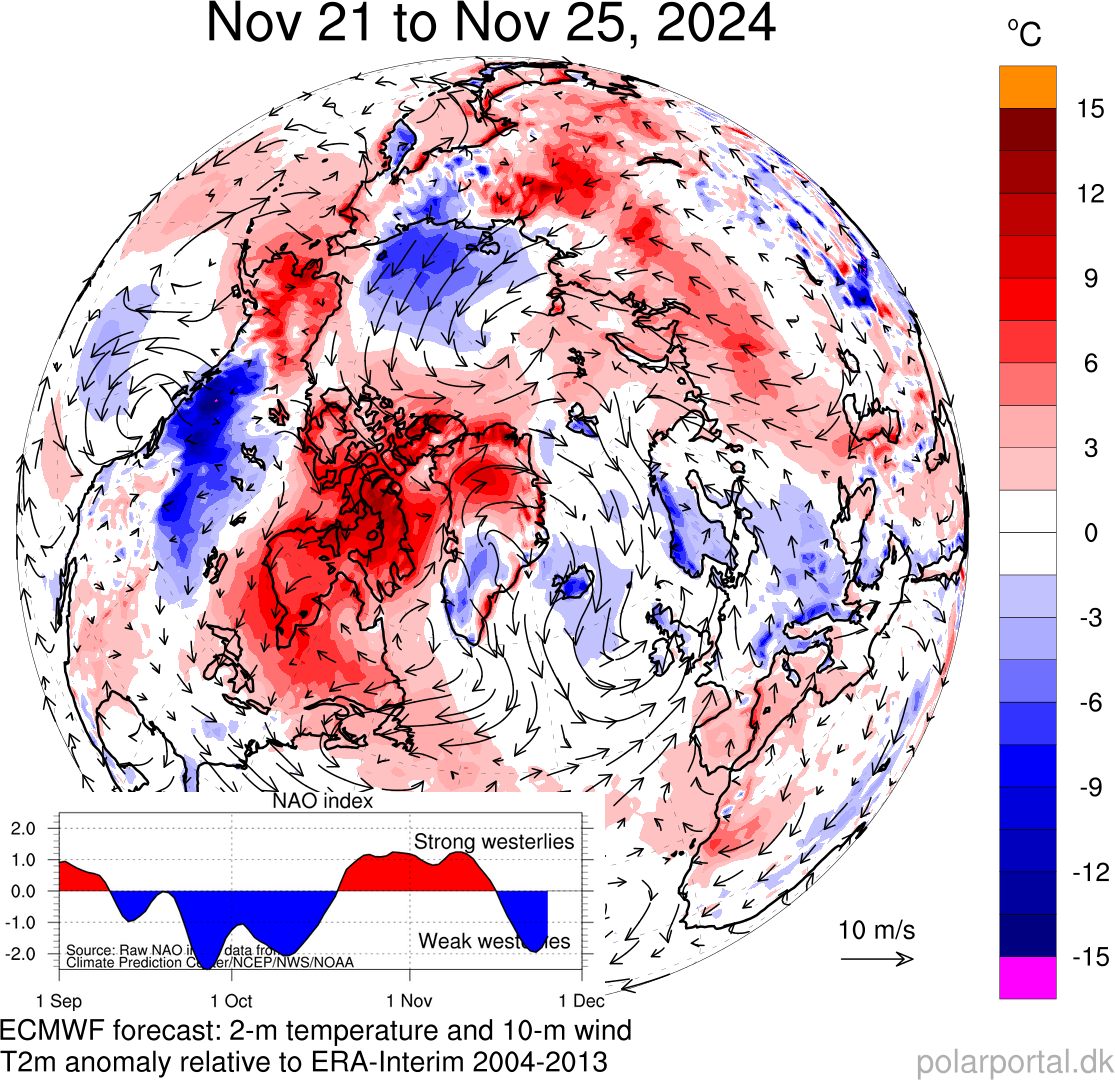 Nov 21 to Nov 25, 2024
°C
15
12
9
6
3
0
-3
-6
-9
-12
-15
10 m/s
NAO index
2.0
1.0
0.0
-1.0
-2.0
Strong westerlies
Weak westerlies
Source: Raw NAO index data from
Climate Prediction Center/NCEP/NWS/NOAA
1 Sep
1 Oct
1 Nov
1 Dec
ECMWF forecast: 2-m temperature and 10-m wind
T2m anomaly relative to ERA-Interim 2004-2013
polarportal.dk